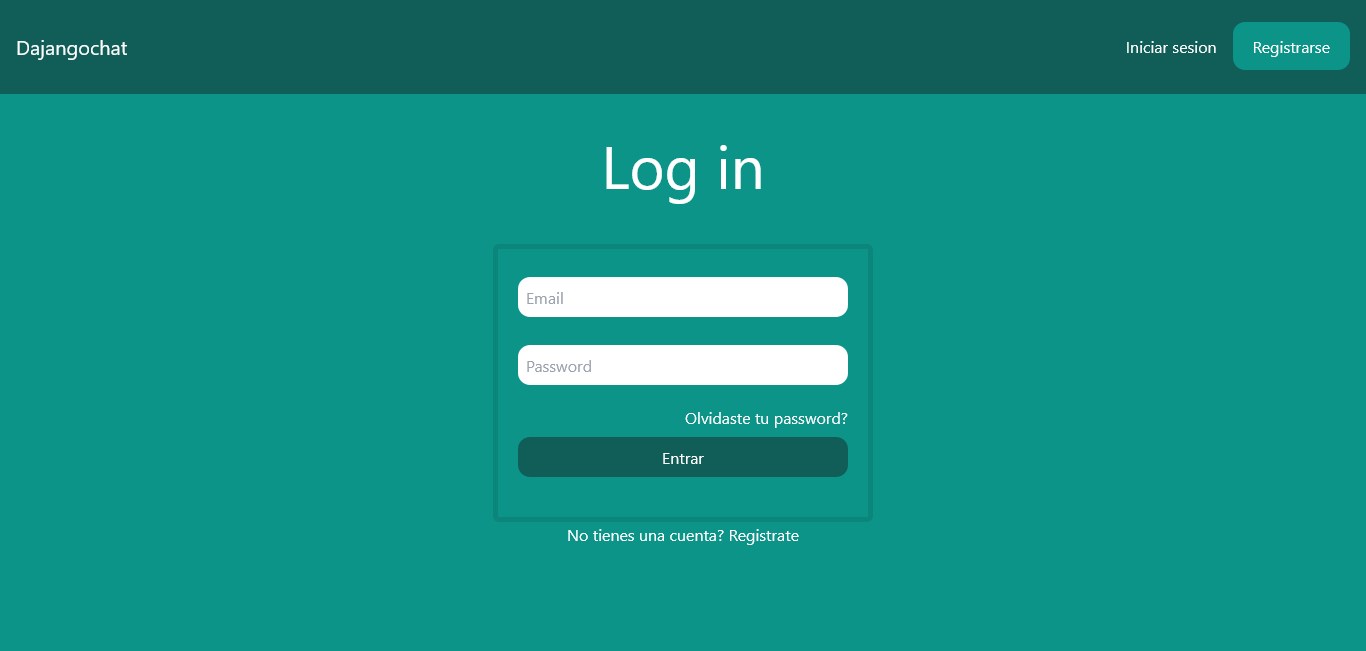 Dajangochat
Iniciar sesion
Registrarse
Log in
Email
Password
Olvidaste tu password?
Entrar
No tienes una cuenta? Registrate